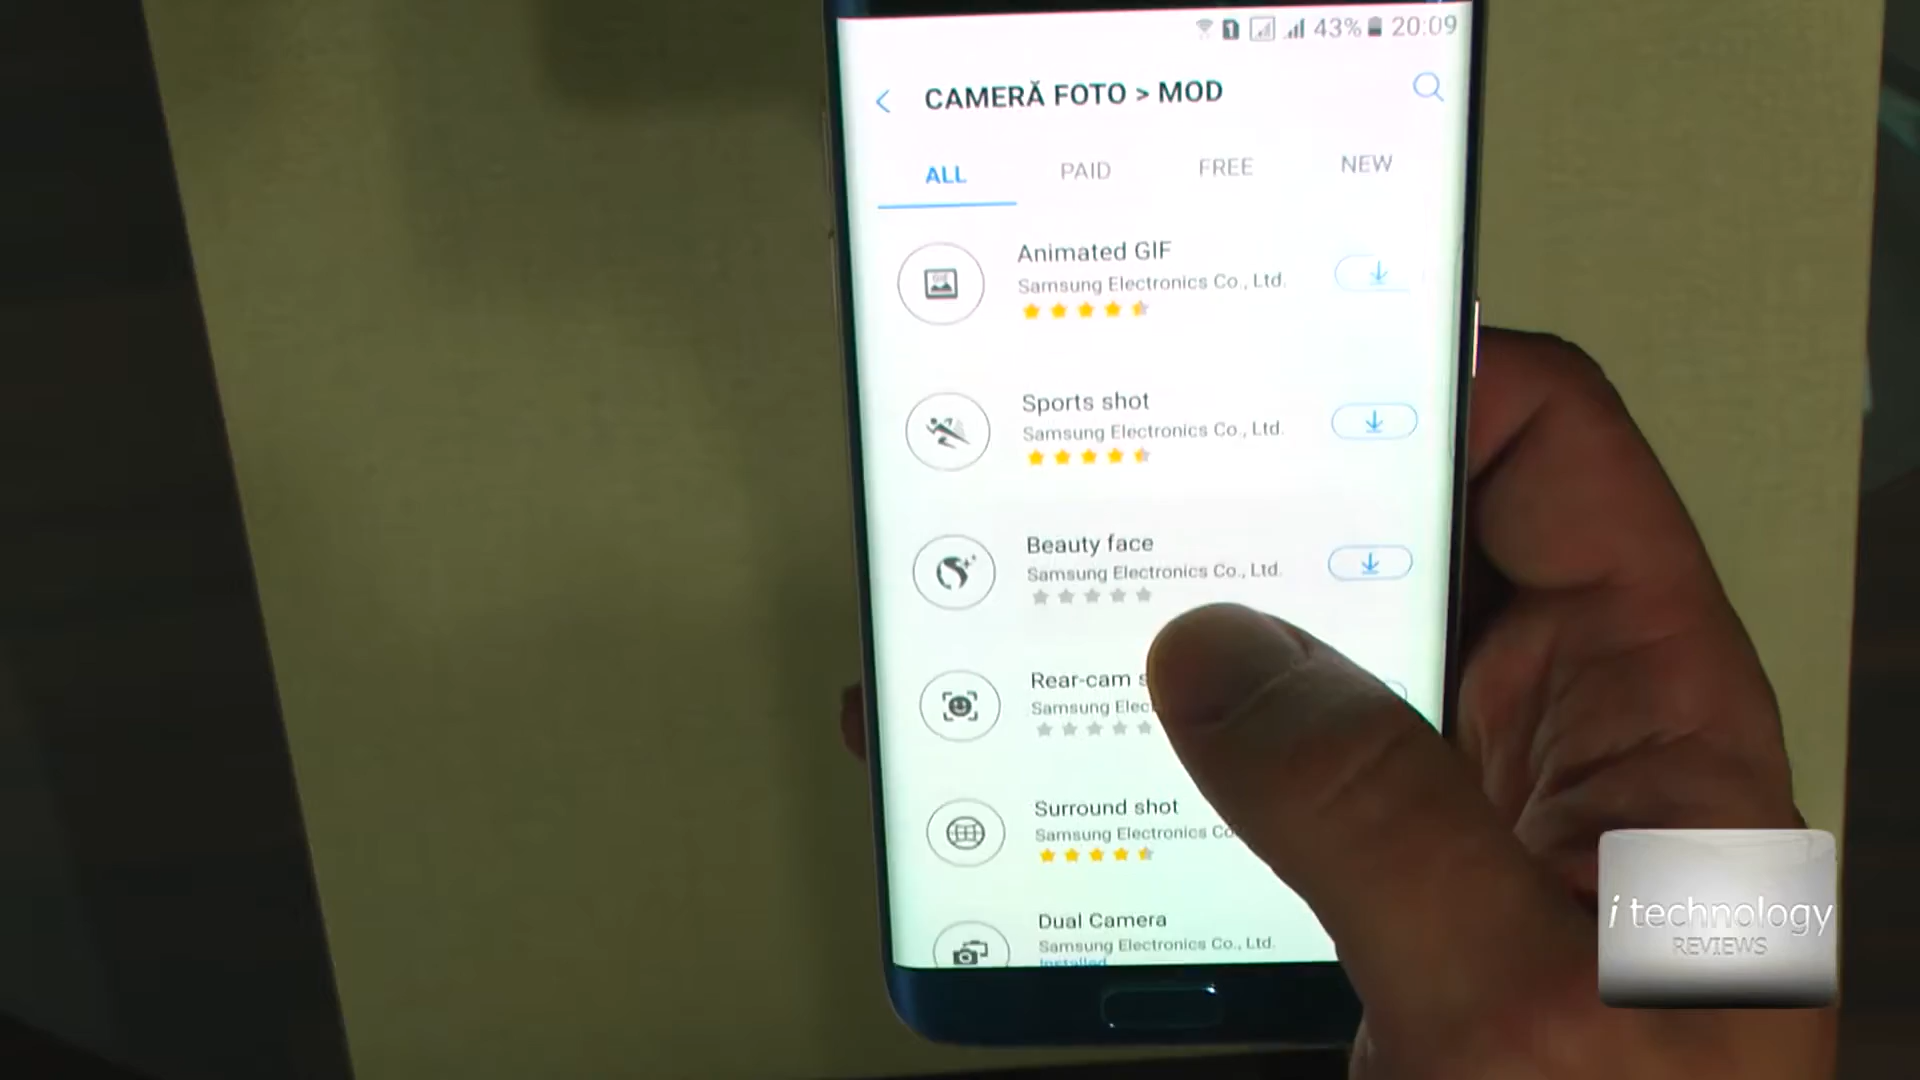 43% 20:09
CAMERĂ FOTO > MOD
ALL PAID FREE NEW
Animated GIF
Samsung Electronics Co., Ltd.
Sports shot
Samsung Electronics Co., Ltd.
Beauty face
Samsung Electronics Co., Ltd.
Rear-cam
Samsung
Surround shot
Samsung Electronics
Dual Camera
Samsung Electronics Co., Ltd.
Installed
i technology
REVIEWS